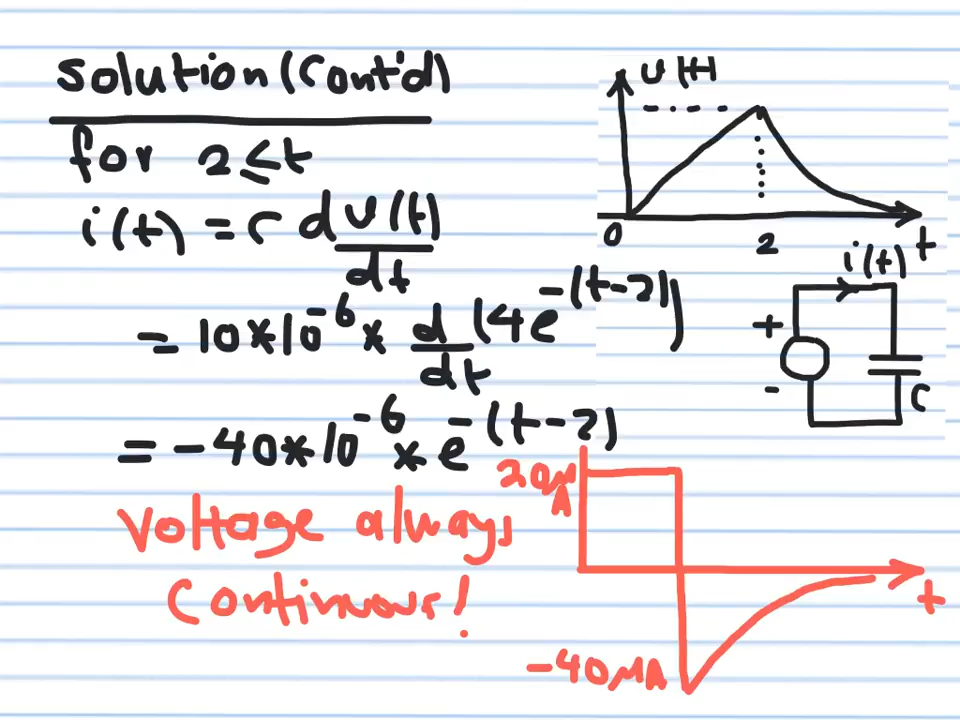 Solution (Cont'd)
for 2 ≤ t
i(t) = C dv(t)/dt
= 10*10^-6 * d/dt (4e^-(t-2))
= -40*10^-6 * e^-(t-2)
Voltage always
Continuous!
v(t)
0
2
t
i(t)
+
-
C
20μA
t
-40μA